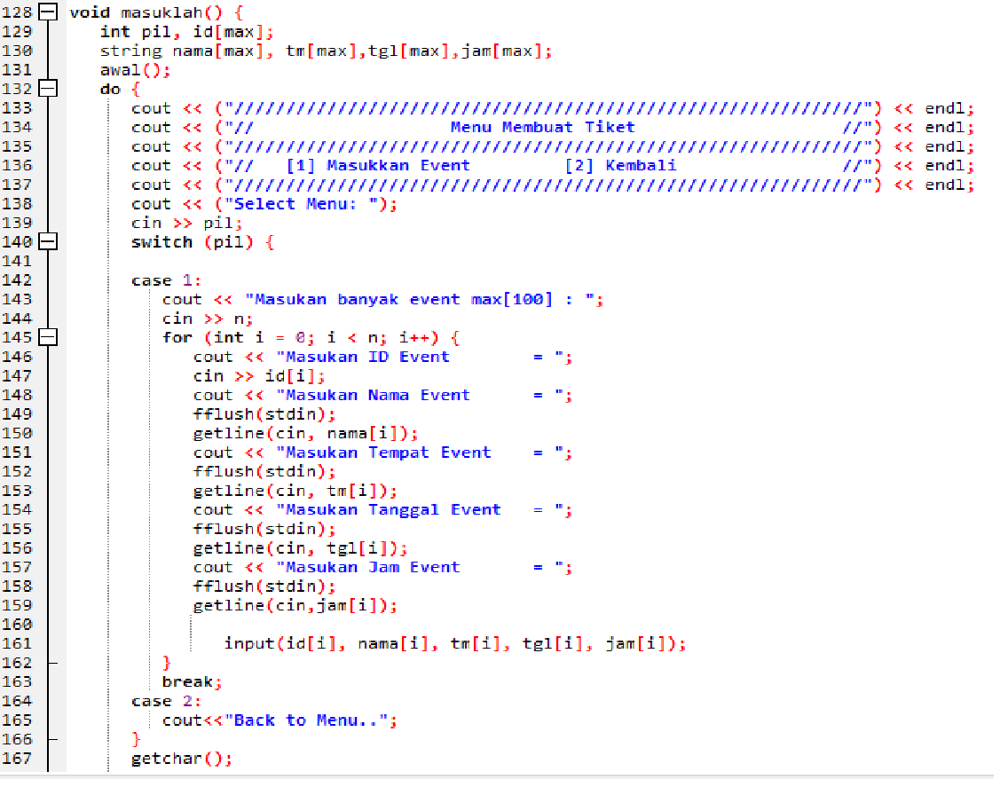 128 void masuklah() {
129 int pil, id[max];
130 string nama[max], tm[max],tgl[max],jam[max];
131 awal();
132 do {
133 cout << ("/////////////////////////////////////////////////////////////") << endl;
134 cout << ("//                   Menu Membuat Tiket                    //") << endl;
135 cout << ("/////////////////////////////////////////////////////////////") << endl;
136 cout << ("//   [1] Masukkan Event         [2] Kembali                //") << endl;
137 cout << ("/////////////////////////////////////////////////////////////") << endl;
138 cout << ("Select Menu: ");
139 cin >> pil;
140 switch (pil) {
141
142 case 1:
143 cout << "Masukan banyak event max[100] : ";
144 cin >> n;
145 for (int i = 0; i < n; i++) {
146 cout << "Masukan ID Event        = ";
147 cin >> id[i];
148 cout << "Masukan Nama Event      = ";
149 fflush(stdin);
150 getline(cin, nama[i]);
151 cout << "Masukan Tempat Event    = ";
152 fflush(stdin);
153 getline(cin, tm[i]);
154 cout << "Masukan Tanggal Event   = ";
155 fflush(stdin);
156 getline(cin, tgl[i]);
157 cout << "Masukan Jam Event       = ";
158 fflush(stdin);
159 getline(cin,jam[i]);
160
161 input(id[i], nama[i], tm[i], tgl[i], jam[i]);
162 }
163 break;
164 case 2:
165 cout<<"Back to Menu..";
166 }
167 getchar();